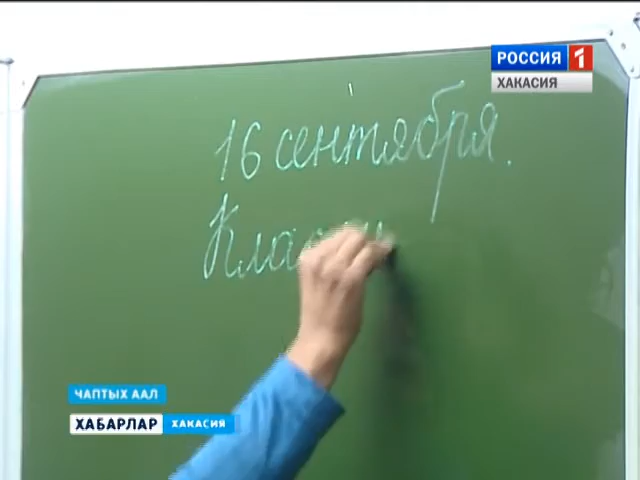 РОССИЯ 1
ХАКАСИЯ
16 сентября.
ЧАПТЫХ ААЛ
ХАБАРЛАР ХАКАСИЯ